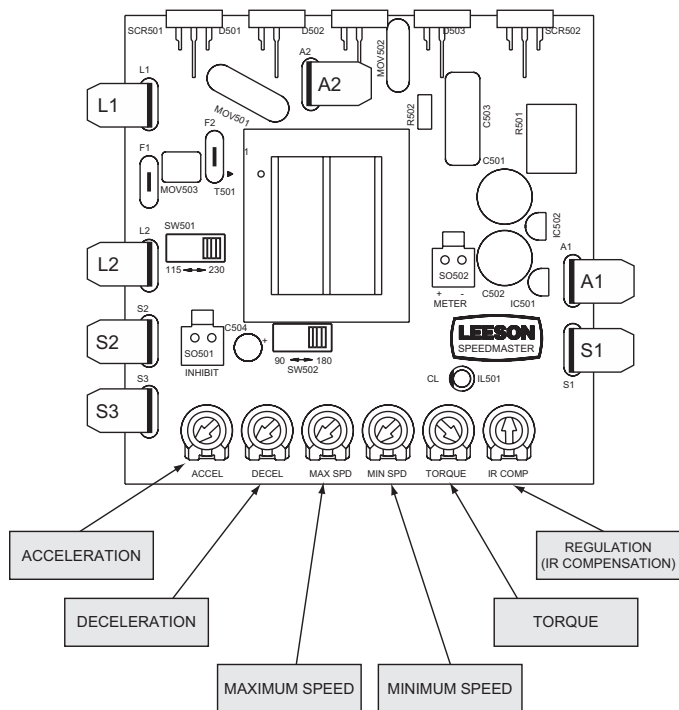 SCR501
D501
D502
D503
SCR502
A2
A2
MOV502
L1
L1
MOV501
R502
C503
R501
F2
F1
1
MOV503
T501
C501
IC502
L2
SW501
L2
115 230
SO502
+ -
METER
C502
IC501
A1
A1
S2
S2
SO501
INHIBIT
C504
+
90 180
SW502
LEESON
SPEEDMASTER
S1
S1
S3
S3
CL
IL501
ACCEL
DECEL
MAX SPD
MIN SPD
TORQUE
IR COMP
ACCELERATION
REGULATION
(IR COMPENSATION)
DECELERATION
TORQUE
MAXIMUM SPEED
MINIMUM SPEED